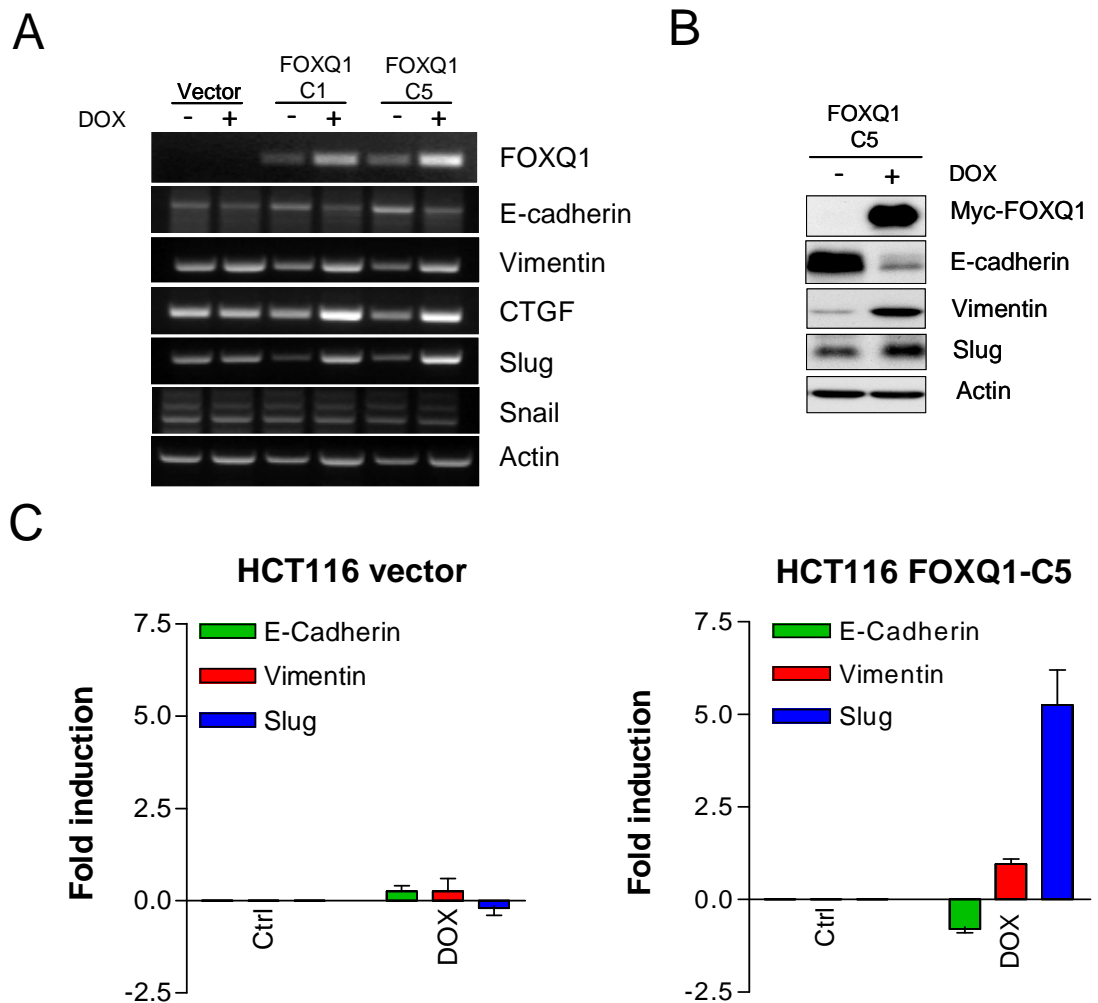 A
B
FOXQ1 FOXQ1
Vector C1 C5
DOX - + - + - +
FOXQ1
E-cadherin
Vimentin
CTGF
Slug
Snail
Actin
FOXQ1
C5
- + DOX
Myc-FOXQ1
E-cadherin
Vimentin
Slug
Actin
C
HCT116 vector
7.5
5.0
2.5
0.0
-2.5
Fold induction
E-Cadherin
Vimentin
Slug
Ctrl
DOX
HCT116 FOXQ1-C5
7.5
5.0
2.5
0.0
-2.5
Fold induction
E-Cadherin
Vimentin
Slug
Ctrl
DOX